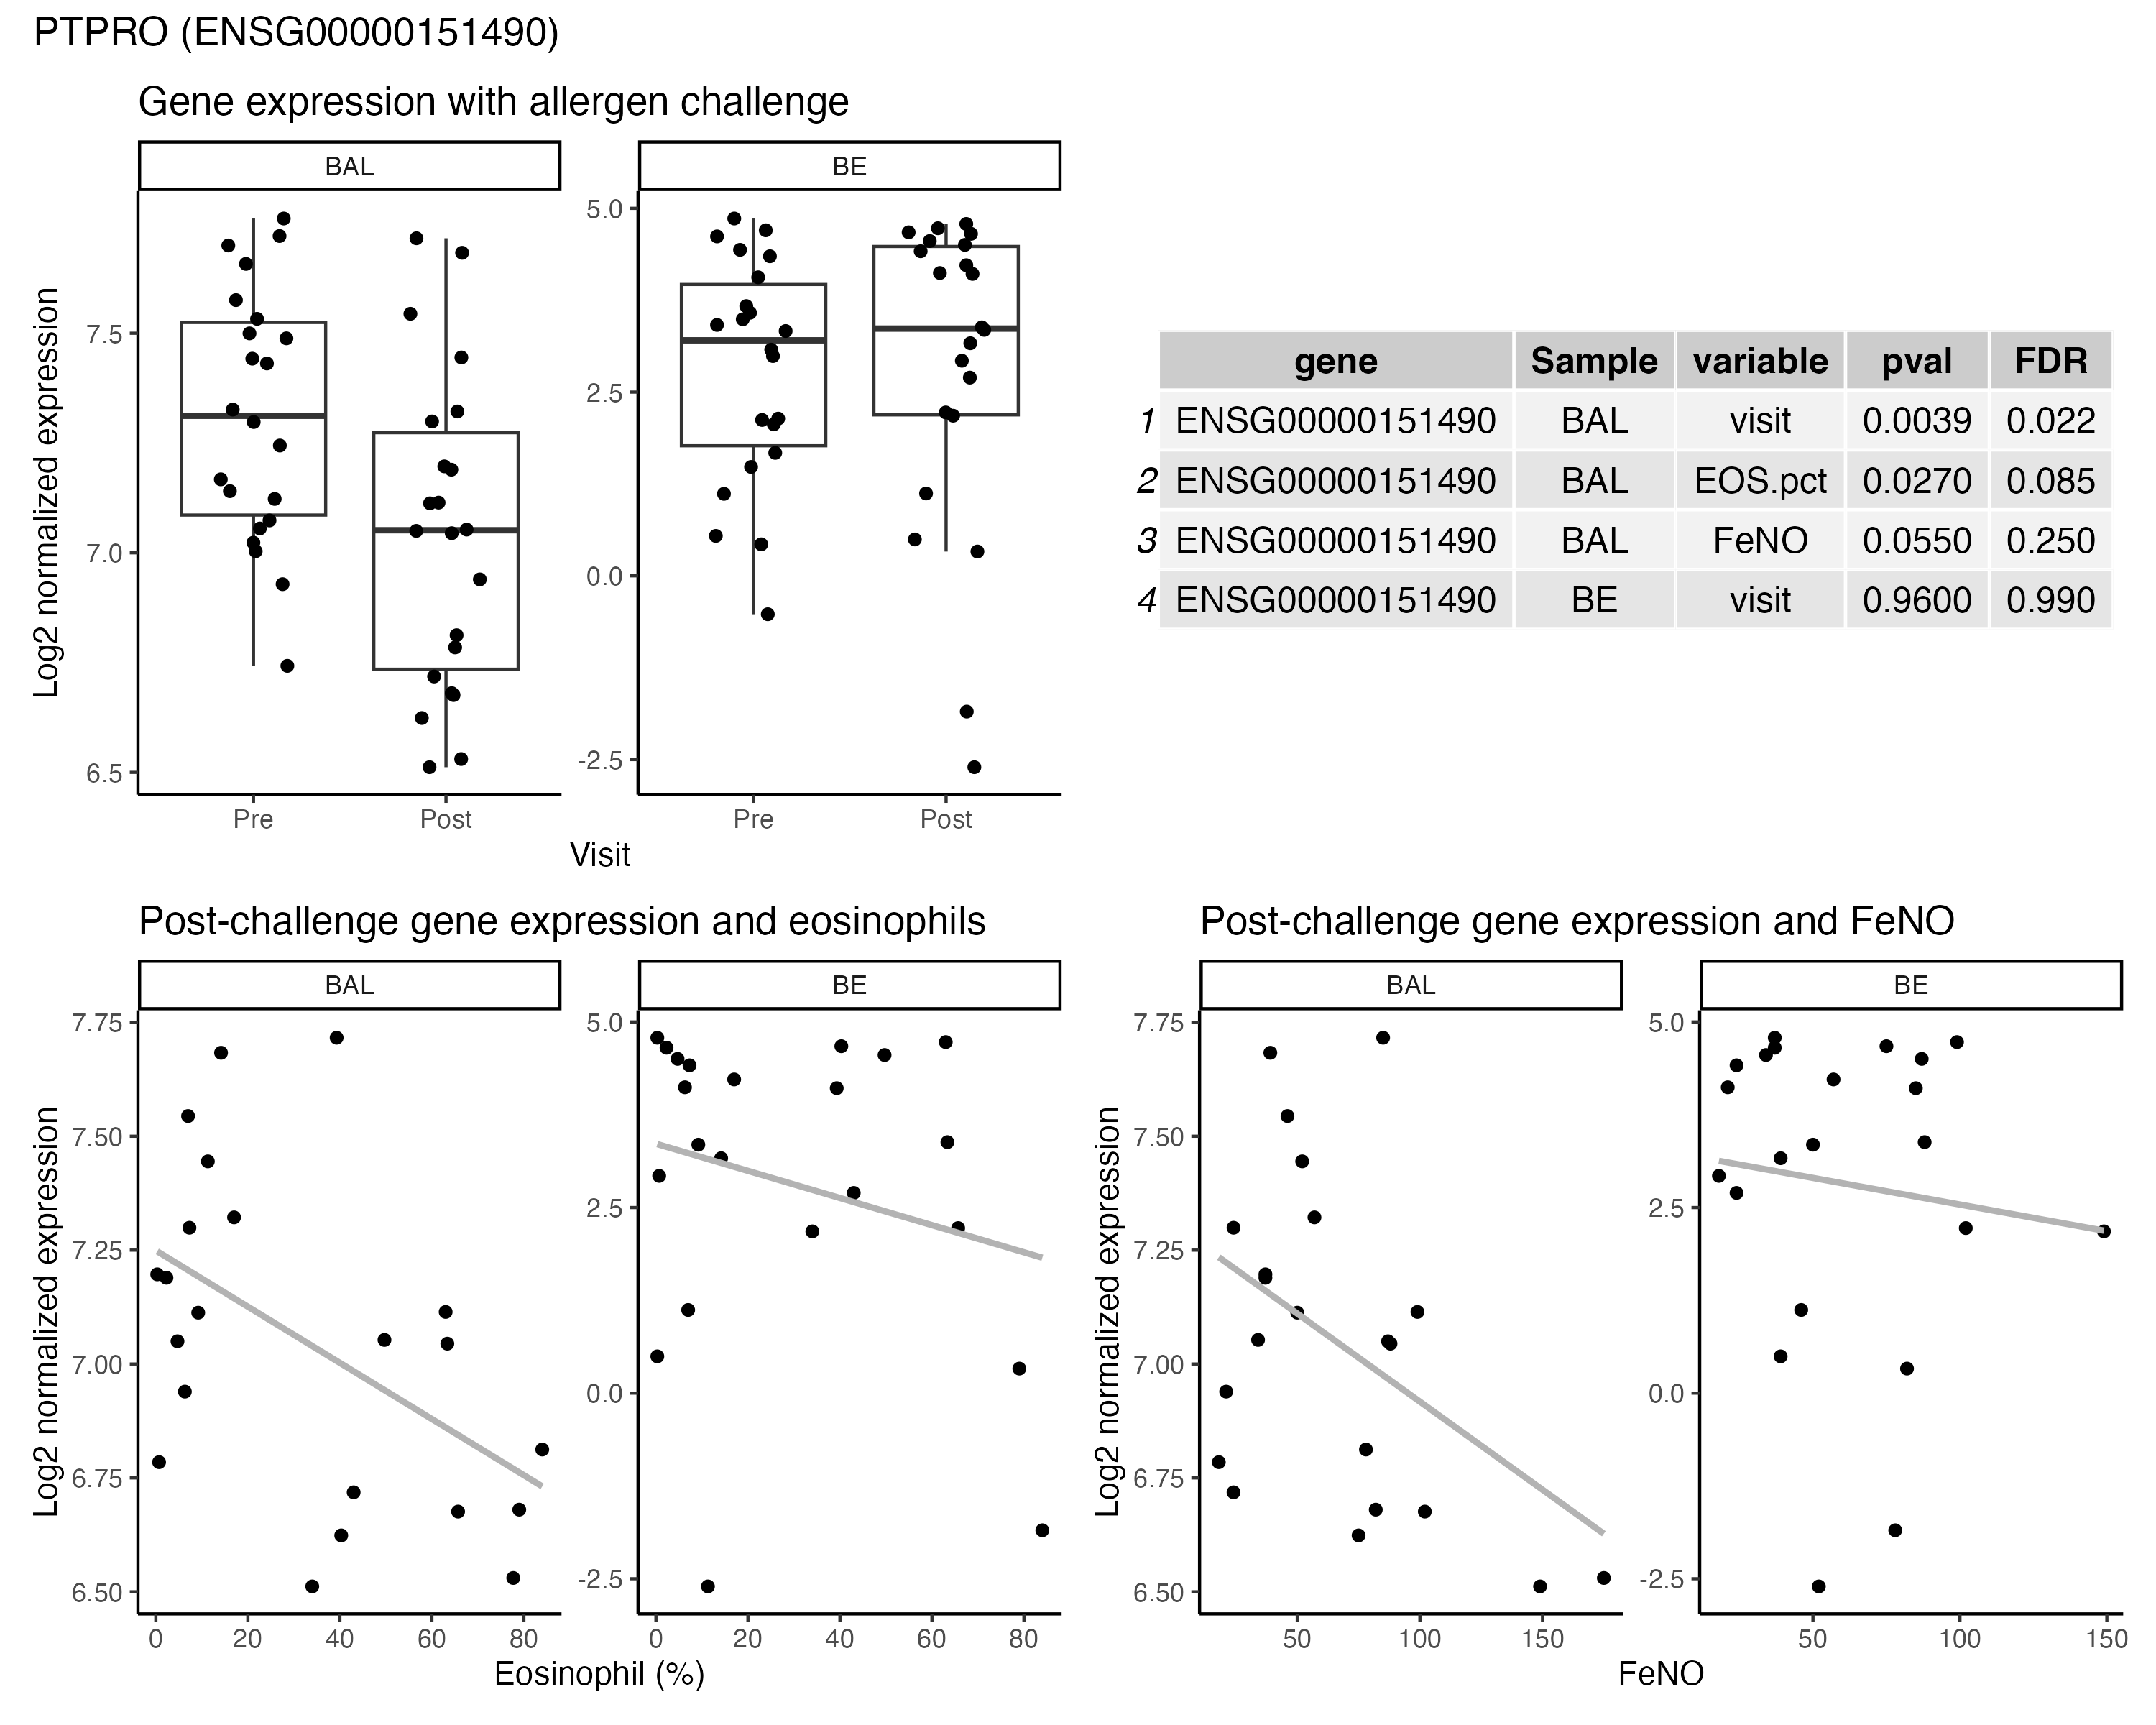 PTPRO (ENSG00000151490)
Gene expression with allergen challenge
BAL
BE
Log2 normalized expression
7.5
7.0
6.5
5.0
2.5
0.0
-2.5
Pre
Post
Pre
Post
Visit
gene Sample variable pval FDR
1 ENSG00000151490 BAL visit 0.0039 0.022
2 ENSG00000151490 BAL EOS.pct 0.0270 0.085
3 ENSG00000151490 BAL FeNO 0.0550 0.250
4 ENSG00000151490 BE visit 0.9600 0.990
Post-challenge gene expression and eosinophils
BAL
BE
Log2 normalized expression
7.75
7.50
7.25
7.00
6.75
6.50
5.0
2.5
0.0
-2.5
0 20 40 60 80
0 20 40 60 80
Eosinophil (%)
Post-challenge gene expression and FeNO
BAL
BE
Log2 normalized expression
7.75
7.50
7.25
7.00
6.75
6.50
5.0
2.5
0.0
-2.5
50 100 150
50 100 150
FeNO